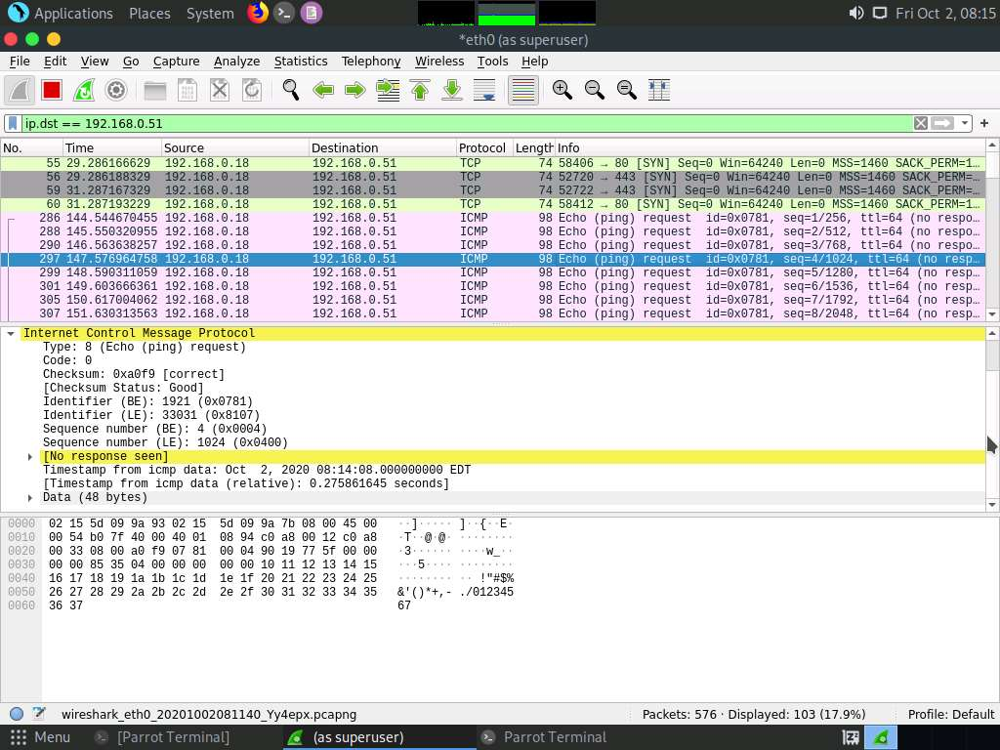 Applications Places System Fri Oct 2, 08:15
*eth0 (as superuser)
File Edit View Go Capture Analyze Statistics Telephony Wireless Tools Help
ip.dst == 192.168.0.51
No. Time Source Destination Protocol Length Info
55 29.286166629 192.168.0.18 192.168.0.51 TCP 74 58406 → 80 [SYN] Seq=0 Win=64240 Len=0 MSS=1460 SACK_PERM=1…
56 29.286188329 192.168.0.18 192.168.0.51 TCP 74 52720 → 443 [SYN] Seq=0 Win=64240 Len=0 MSS=1460 SACK_PERM=…
59 31.287167329 192.168.0.18 192.168.0.51 TCP 74 52722 → 443 [SYN] Seq=0 Win=64240 Len=0 MSS=1460 SACK_PERM=…
60 31.287193229 192.168.0.18 192.168.0.51 TCP 74 58412 → 80 [SYN] Seq=0 Win=64240 Len=0 MSS=1460 SACK_PERM=1…
286 144.544670455 192.168.0.18 192.168.0.51 ICMP 98 Echo (ping) request id=0x0781, seq=1/256, ttl=64 (no respo…
288 145.550320955 192.168.0.18 192.168.0.51 ICMP 98 Echo (ping) request id=0x0781, seq=2/512, ttl=64 (no respo…
290 146.563638257 192.168.0.18 192.168.0.51 ICMP 98 Echo (ping) request id=0x0781, seq=3/768, ttl=64 (no respo…
297 147.576964758 192.168.0.18 192.168.0.51 ICMP 98 Echo (ping) request id=0x0781, seq=4/1024, ttl=64 (no resp…
299 148.590311059 192.168.0.18 192.168.0.51 ICMP 98 Echo (ping) request id=0x0781, seq=5/1280, ttl=64 (no resp…
301 149.603666361 192.168.0.18 192.168.0.51 ICMP 98 Echo (ping) request id=0x0781, seq=6/1536, ttl=64 (no resp…
305 150.617004062 192.168.0.18 192.168.0.51 ICMP 98 Echo (ping) request id=0x0781, seq=7/1792, ttl=64 (no resp…
307 151.630313563 192.168.0.18 192.168.0.51 ICMP 98 Echo (ping) request id=0x0781, seq=8/2048, ttl=64 (no resp…
Internet Control Message Protocol
Type: 8 (Echo (ping) request)
Code: 0
Checksum: 0xa0f9 [correct]
[Checksum Status: Good]
Identifier (BE): 1921 (0x0781)
Identifier (LE): 33031 (0x8107)
Sequence number (BE): 4 (0x0004)
Sequence number (LE): 1024 (0x0400)
[No response seen]
Timestamp from icmp data: Oct 2, 2020 08:14:08.000000000 EDT
[Timestamp from icmp data (relative): 0.275861645 seconds]
Data (48 bytes)
0000 02 15 5d 09 9a 93 02 15 5d 09 9a 7b 08 00 45 00 ··]····· ]··{··E·
0010 00 54 b0 7f 40 00 40 01 08 94 c0 a8 00 12 c0 a8 ·T··@·@· ········
0020 00 33 08 00 a0 f9 07 81 00 04 90 19 77 5f 00 00 ·3······ ····w_··
0030 00 00 85 35 04 00 00 00 00 00 10 11 12 13 14 15 ···5···· ········
0040 16 17 18 19 1a 1b 1c 1d 1e 1f 20 21 22 23 24 25 ········ ·· !"#$%
0050 26 27 28 29 2a 2b 2c 2d 2e 2f 30 31 32 33 34 35 &'()*+,- ./012345
0060 36 37 67
wireshark_eth0_20201002081140_Yy4epx.pcapng Packets: 576 · Displayed: 103 (17.9%) Profile: Default
Menu [Parrot Terminal] (as superuser) Parrot Terminal